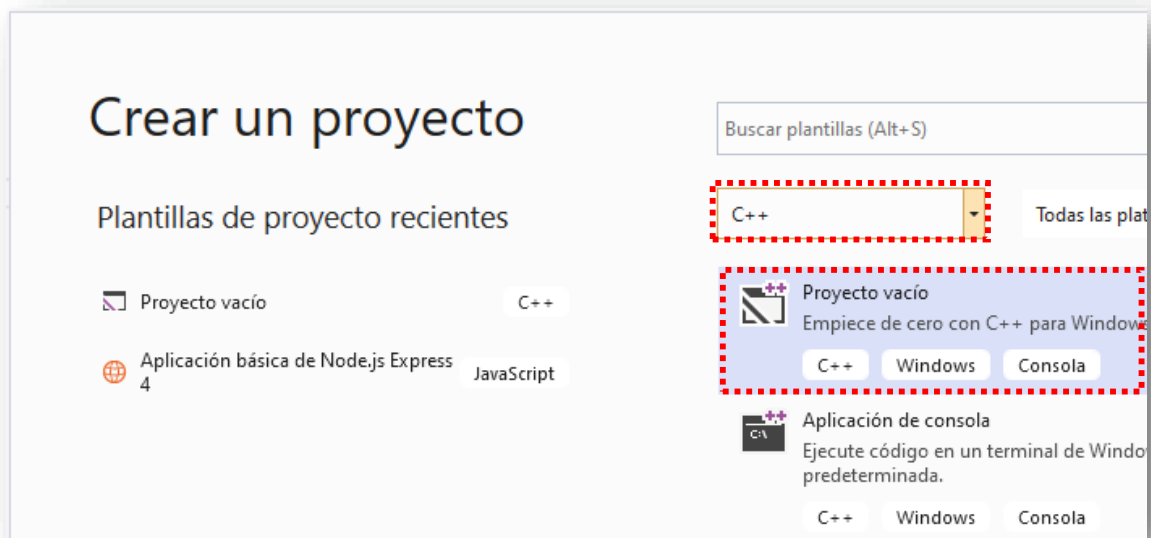 Crear un proyecto
Plantillas de proyecto recientes
Proyecto vacío
C++
Aplicación básica de Node.js Express
4
JavaScript
Buscar plantillas (Alt+S)
C++
Todas las plat
Proyecto vacío
Empiece de cero con C++ para Windows
C++ Windows Consola
C:\
Aplicación de consola
Ejecute código en un terminal de Windo
predeterminada.
C++ Windows Consola